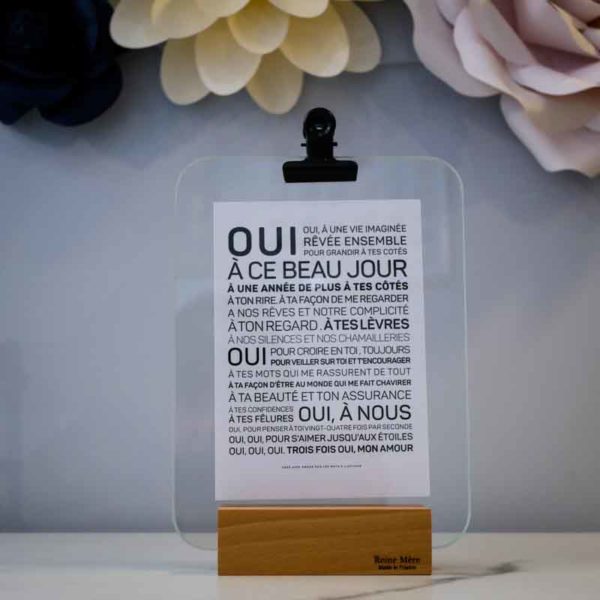 OUI OUI, À UNE VIE IMAGINÉE
RÊVÉE ENSEMBLE
POUR GRANDIR À TES COTÉS
À CE BEAU JOUR
À UNE ANNÉE DE PLUS À TES CÔTÉS
À TON RIRE. À TA FAÇON DE ME REGARDER
A NOS RÊVES ET NOTRE COMPLICITÉ
À TON REGARD. À TES LÈVRES
À NOS SILENCES ET NOS CHAMAILLERIES
OUI POUR CROIRE EN TOI, TOUJOURS
POUR VEILLER SUR TOI ET T'ENCOURAGER
À TES MOTS QUI ME RASSURENT DE TOUT
À TA FAÇON D'ÊTRE AU MONDE QUI ME FAIT CHAVIRER
À TA BEAUTÉ ET TON ASSURANCE
À TES CONFIDENCES
À TES FÊLURES OUI, À NOUS
OUI, POUR PENSER À TOI VINGT-QUATRE FOIS PAR SECONDE
OUI, OUI, POUR S'AIMER JUSQU'AUX ÉTOILES
OUI, OUI, OUI. TROIS FOIS OUI, MON AMOUR
Reine Mère
Made in France